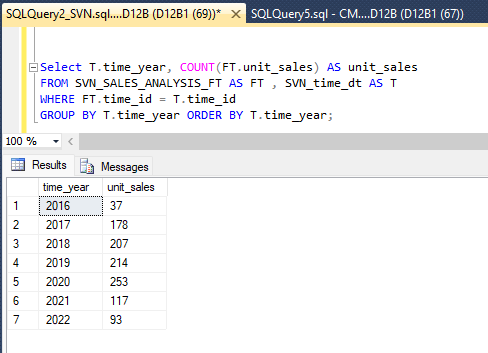 SQLQuery2_SVN.sql....D12B (D12B1 (69))* SQLQuery5.sql - CM....D12B (D12B1 (67))
Select T.time_year, COUNT(FT.unit_sales) AS unit_sales
FROM SVN_SALES_ANALYSIS_FT AS FT , SVN_time_dt AS T
WHERE FT.time_id = T.time_id
GROUP BY T.time_year ORDER BY T.time_year;
100 %
Results Messages
time_year unit_sales
1 2016 37
2 2017 178
3 2018 207
4 2019 214
5 2020 253
6 2021 117
7 2022 93